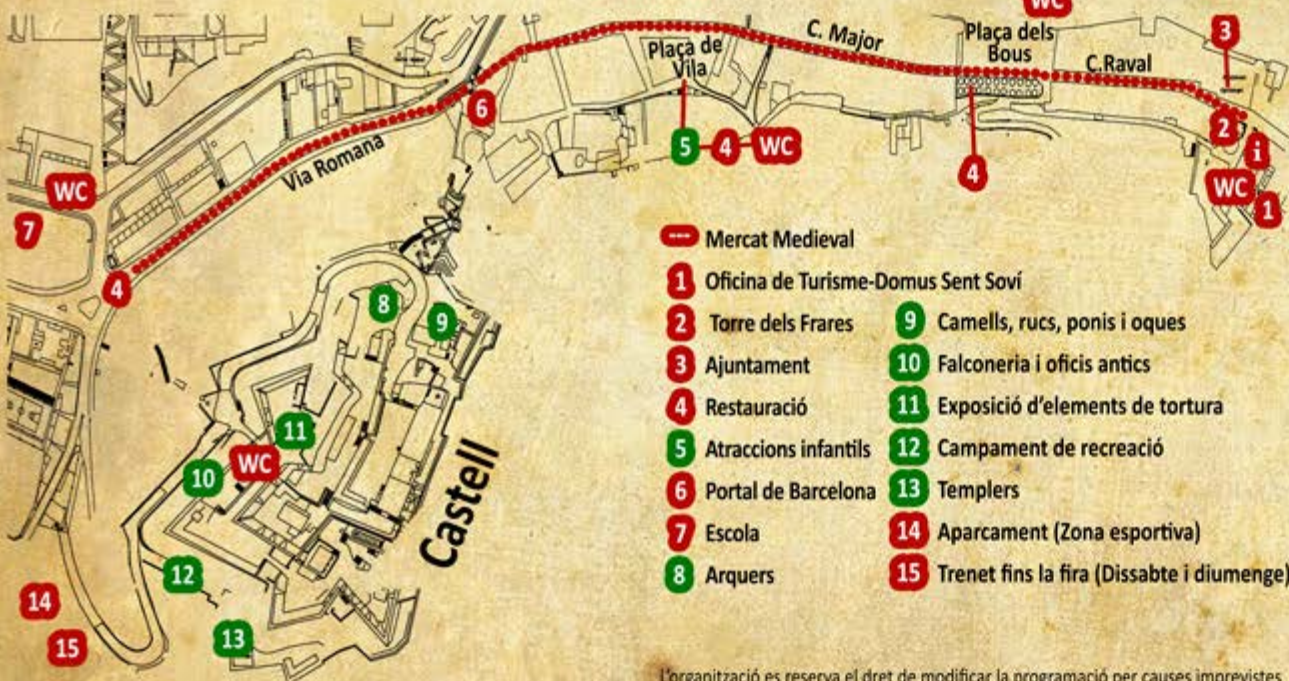 WC
3
C. Major
Plaça dels
Bous
Plaça de
Vila
C.Raval
6
2
5
4
WC
i
Via Romana
4
WC
WC
1
7
4
8
9
11
WC
10
Castell
12
14
13
15
--- Mercat Medieval
1 Oficina de Turisme-Domus Sent Soví
2 Torre dels Frares
3 Ajuntament
4 Restauració
5 Atraccions infantils
6 Portal de Barcelona
7 Escola
8 Arquers
9 Camells, rucs, ponis i oques
10 Falconeria i oficis antics
11 Exposició d'elements de tortura
12 Campament de recreació
13 Templers
14 Aparcament (Zona esportiva)
15 Trenet fins la fira (Dissabte i diumenge)
L'organització es reserva el dret de modificar la programació per causes imprevistes